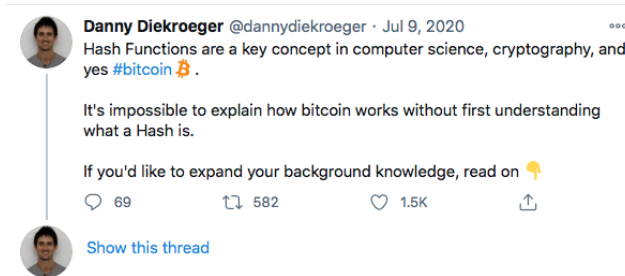 Danny Diekroeger @dannydiekroeger · Jul 9, 2020
Hash Functions are a key concept in computer science, cryptography, and
yes #bitcoin .
It's impossible to explain how bitcoin works without first understanding
what a Hash is.
If you'd like to expand your background knowledge, read on 👇
69 582 1.5K
Show this thread